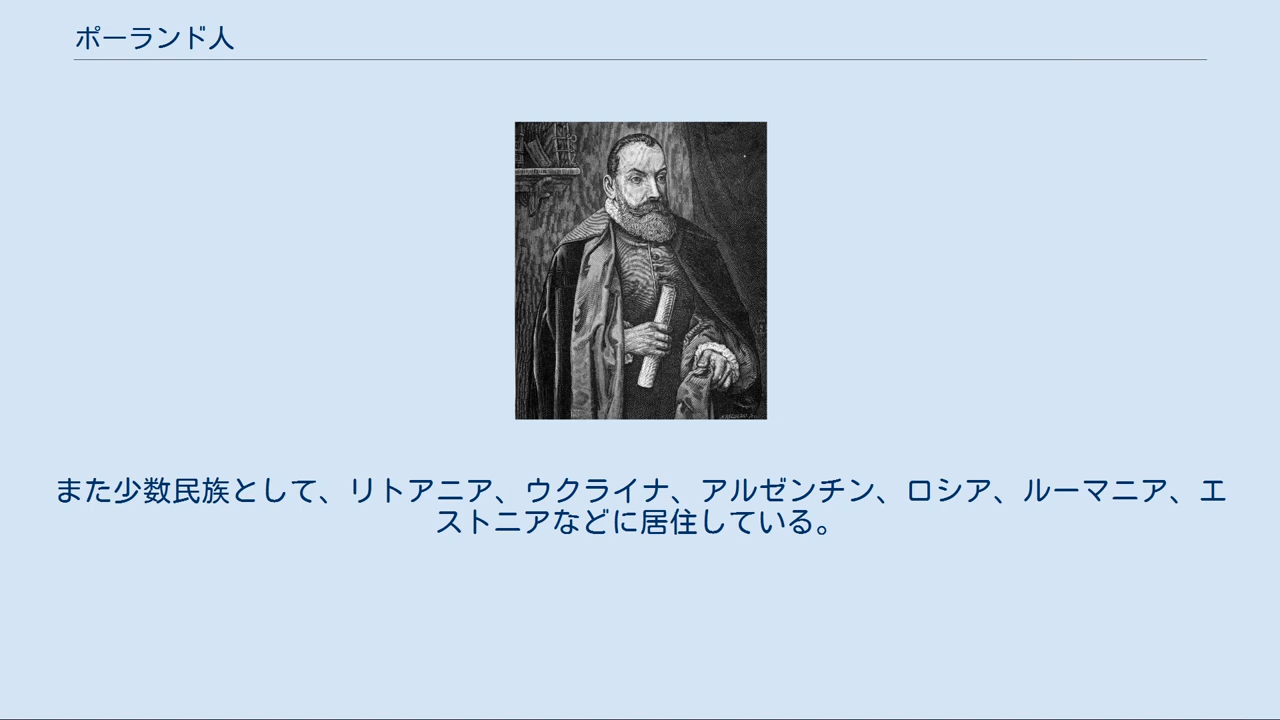 ポーランド人
また少数民族として、リトアニア、ウクライナ、アルゼンチン、ロシア、ルーマニア、エ
ストニアなどに居住している。